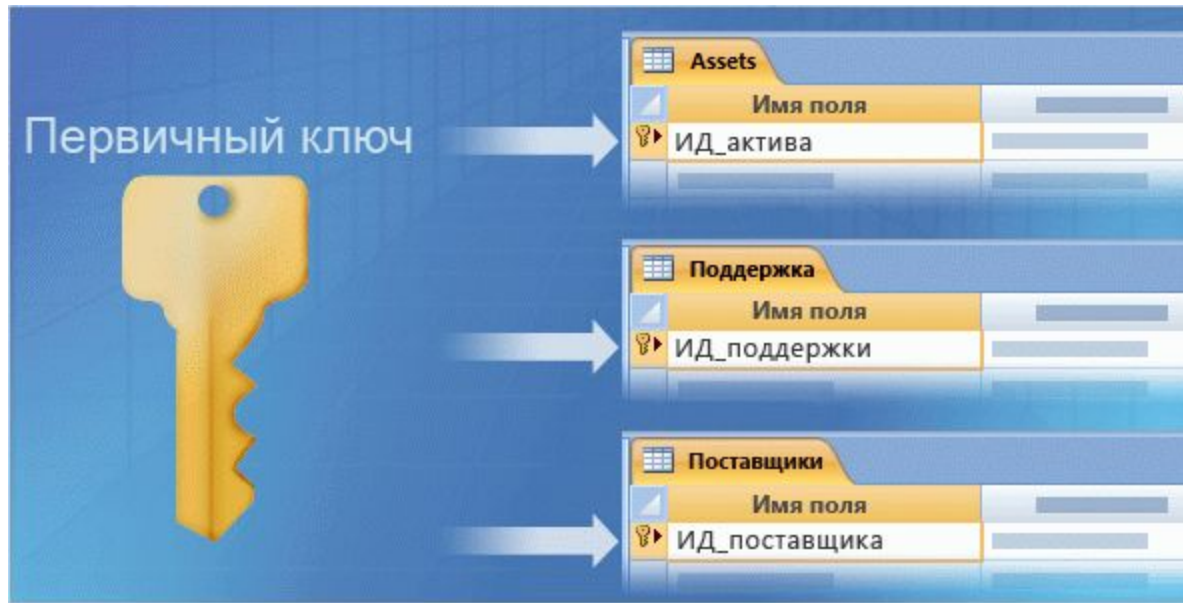 Первичный ключ
Assets
Имя поля
ИД_актива
Поддержка
Имя поля
ИД_поддержки
Поставщики
Имя поля
ИД_поставщика